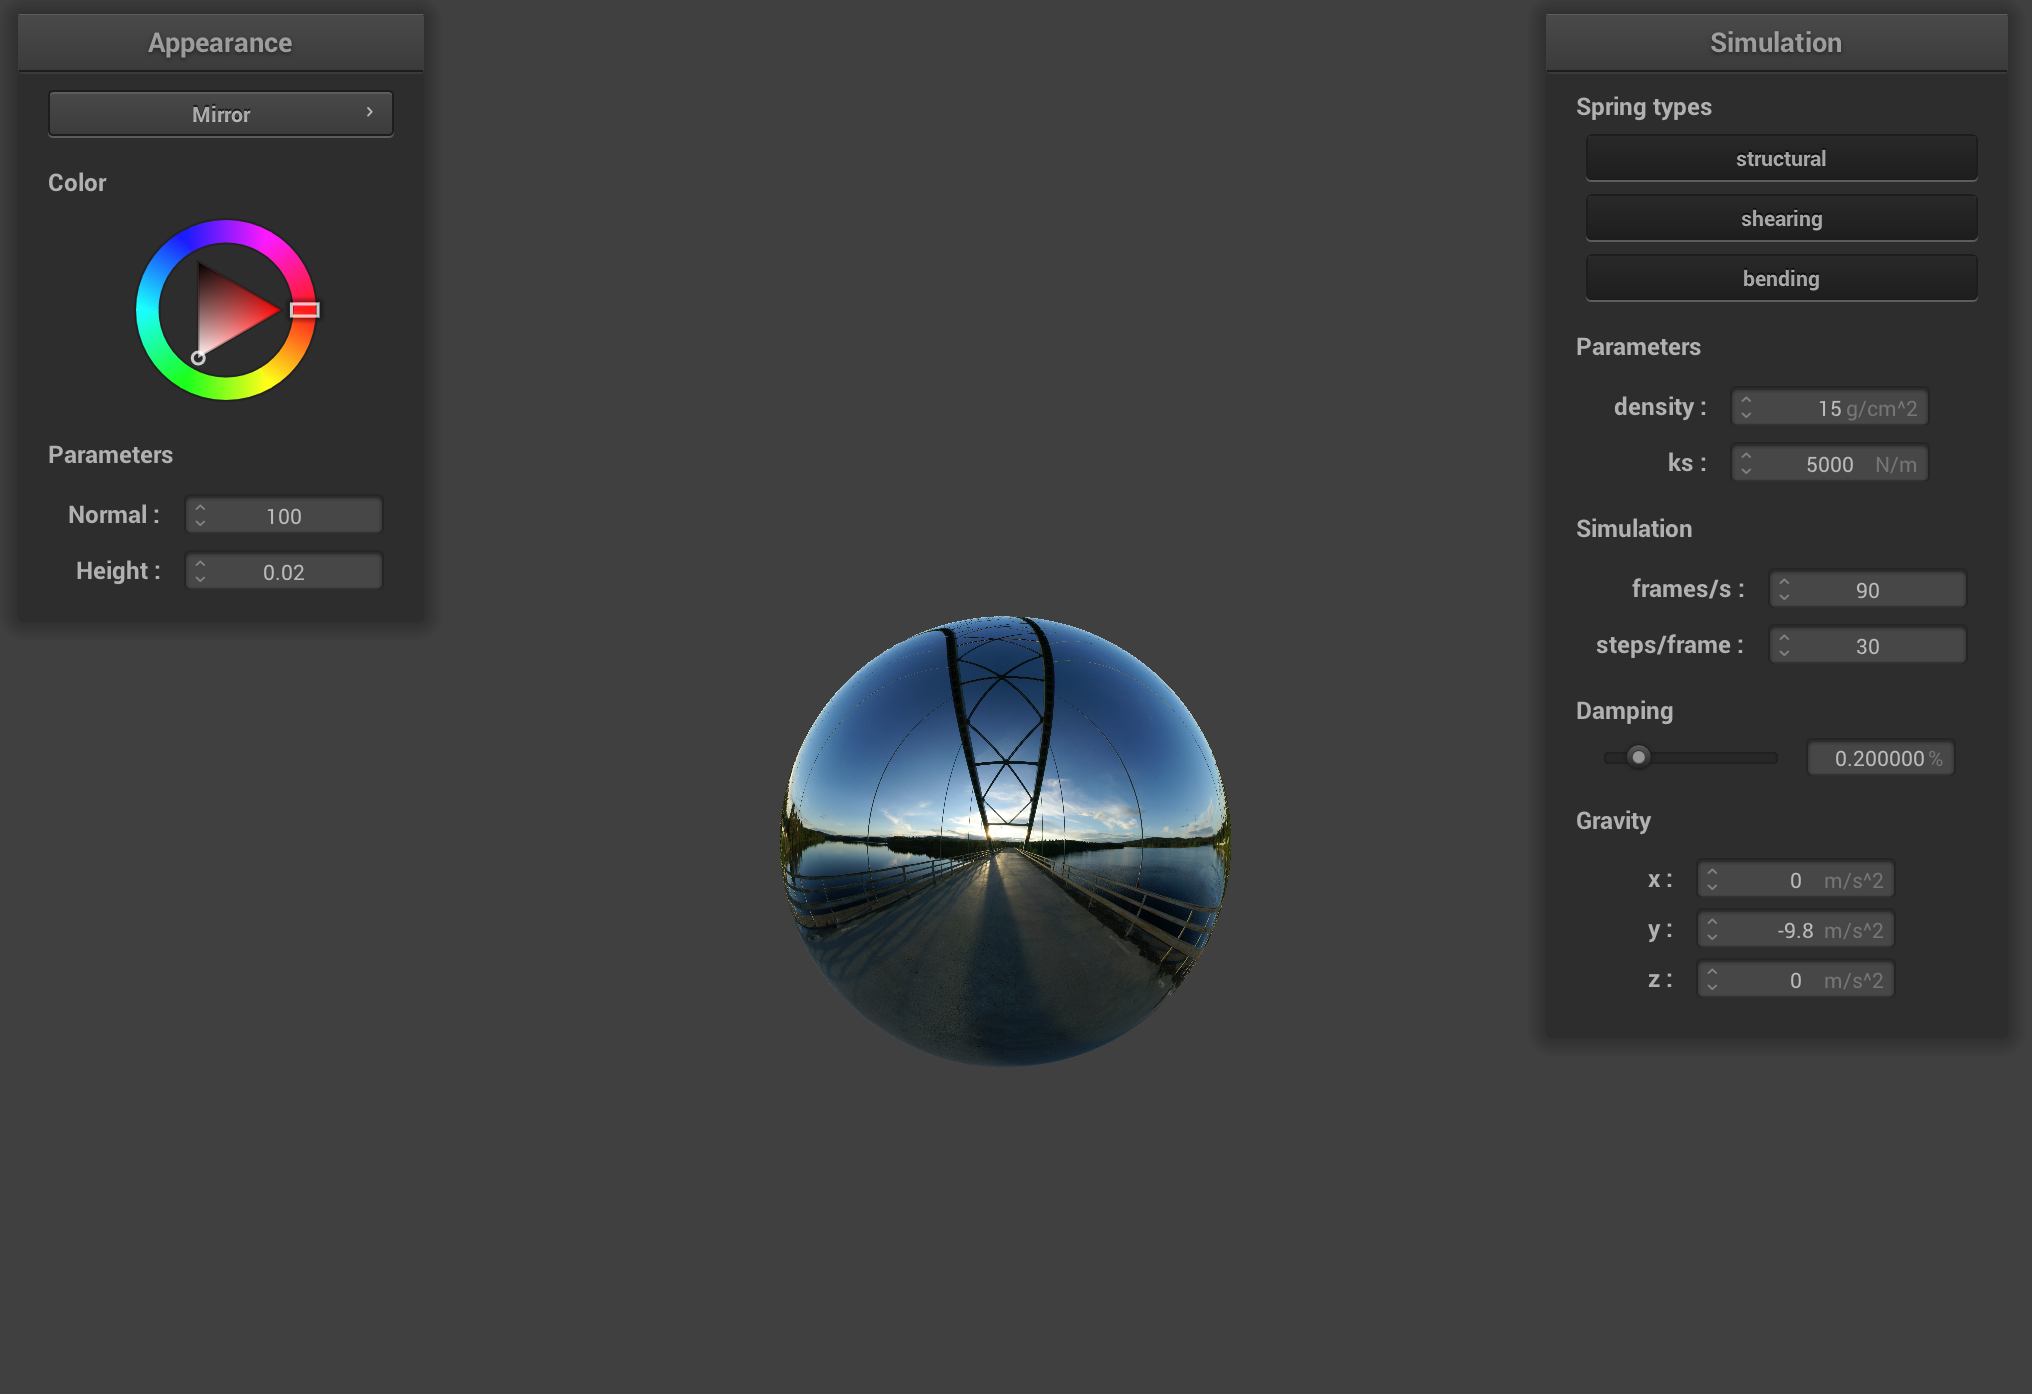 Appearance
Mirror
Color
Parameters
Normal : 100
Height : 0.02
Simulation
Spring types
structural
shearing
bending
Parameters
density : 15 g/cm^2
ks : 5000 N/m
Simulation
frames/s : 90
steps/frame : 30
Damping
0.200000 %
Gravity
x : 0 m/s^2
y : -9.8 m/s^2
z : 0 m/s^2